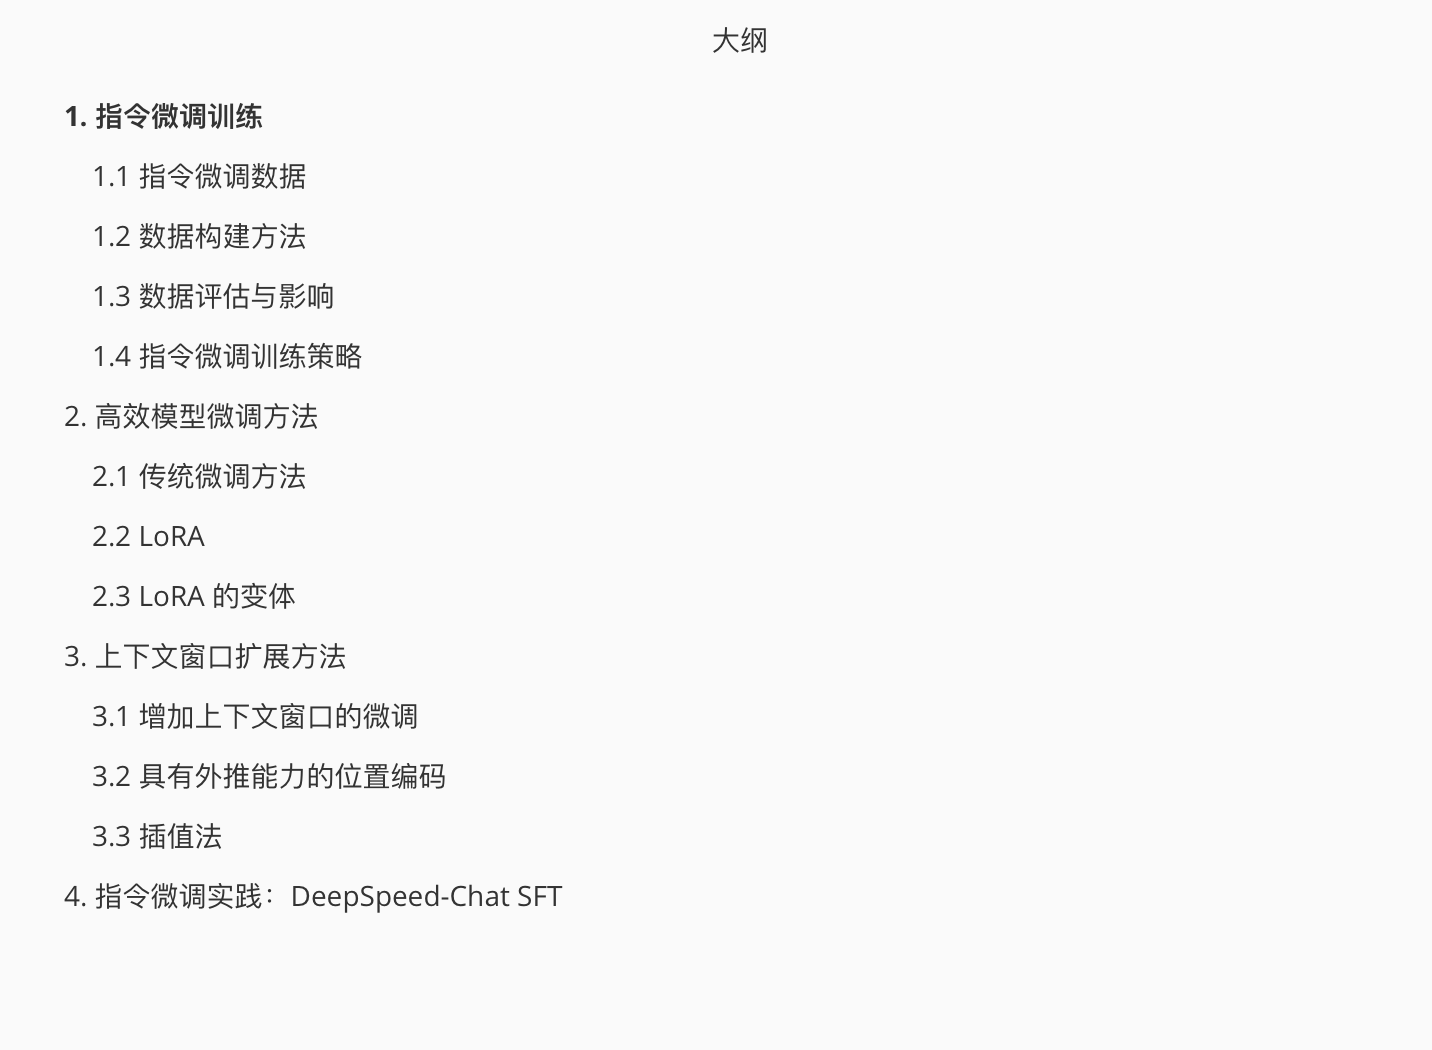 大纲
1. 指令微调训练
1.1 指令微调数据
1.2 数据构建方法
1.3 数据评估与影响
1.4 指令微调训练策略
2. 高效模型微调方法
2.1 传统微调方法
2.2 LoRA
2.3 LoRA 的变体
3. 上下文窗口扩展方法
3.1 增加上下文窗口的微调
3.2 具有外推能力的位置编码
3.3 插值法
4. 指令微调实践：DeepSpeed-Chat SFT